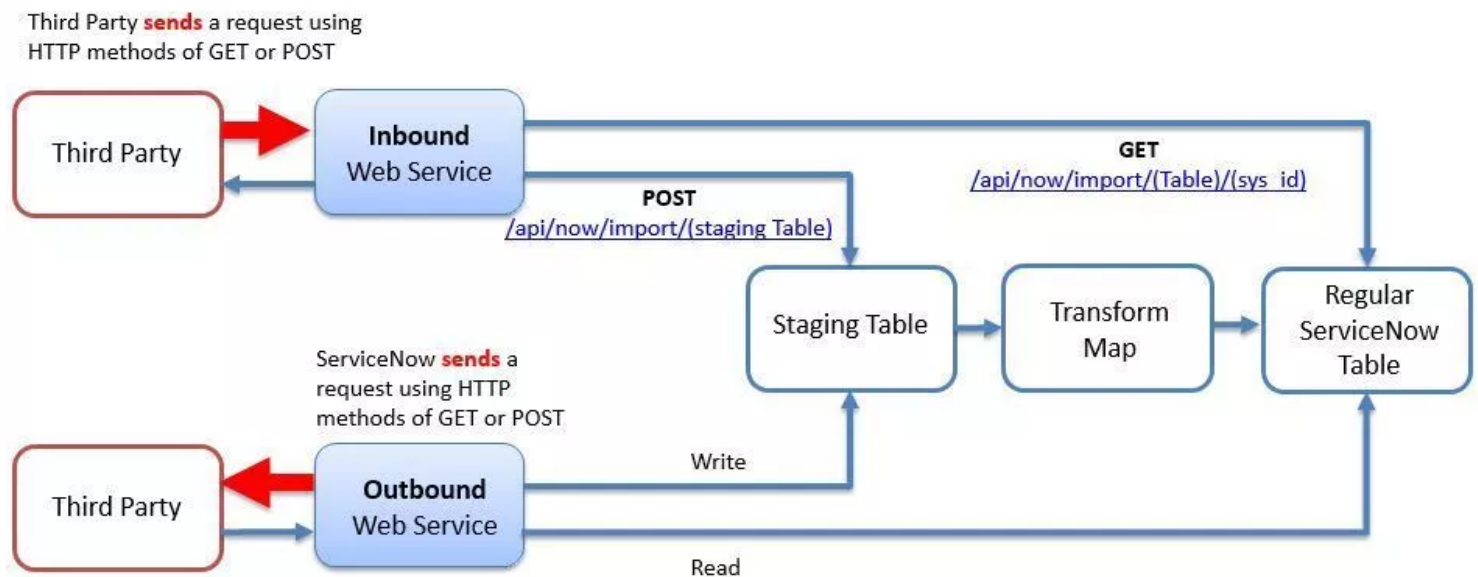 Third Party sends a request using
HTTP methods of GET or POST
Third Party
Inbound
Web Service
GET
/api/now/import/(Table)/(sys_id)
POST
/api/now/import/(staging Table)
Staging Table
Transform
Map
Regular
ServiceNow
Table
ServiceNow sends a
request using HTTP
methods of GET or POST
Third Party
Outbound
Web Service
Write
Read